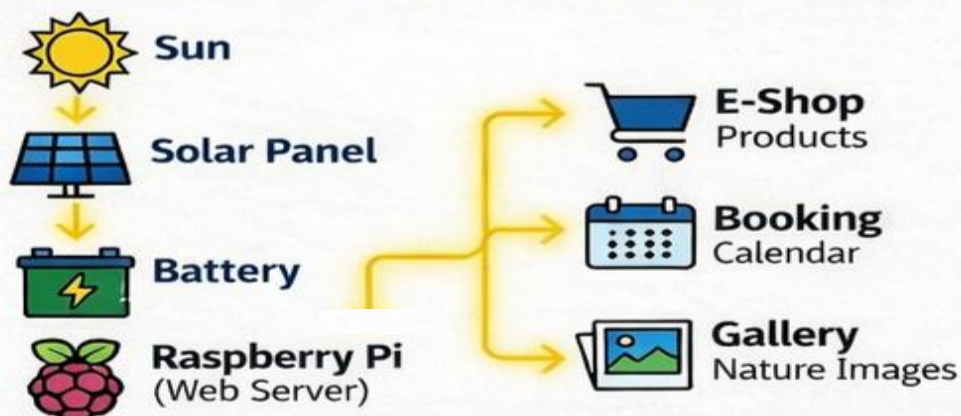 Sun
Solar Panel
Battery
Raspberry Pi
(Web Server)
E-Shop
Products
Booking
Calendar
Gallery
Nature Images